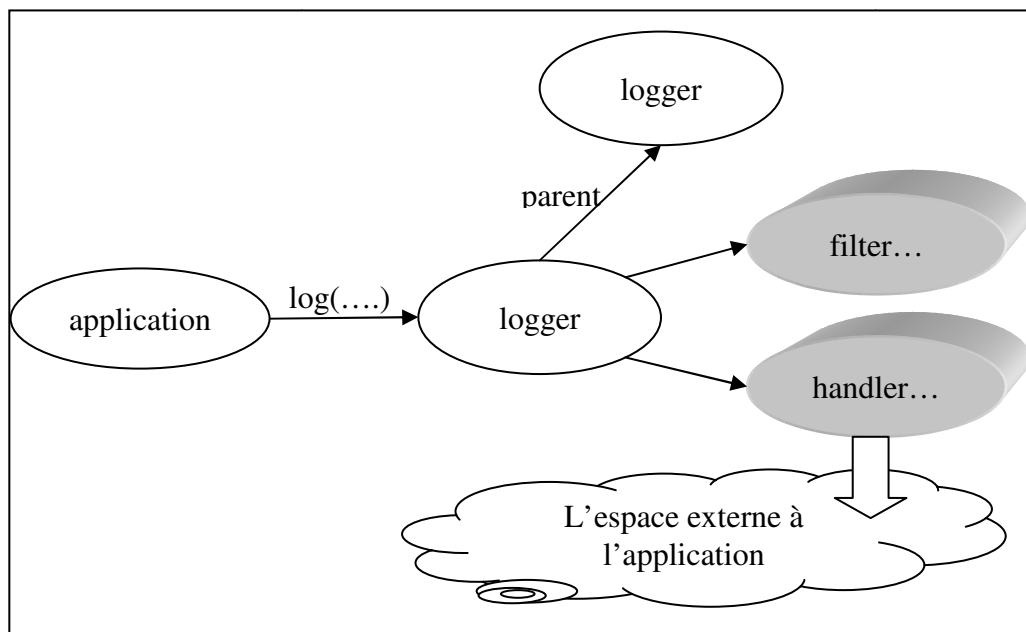 logger
parent
filter…
log(….)
application
logger
handler…
L’espace externe à
l’application